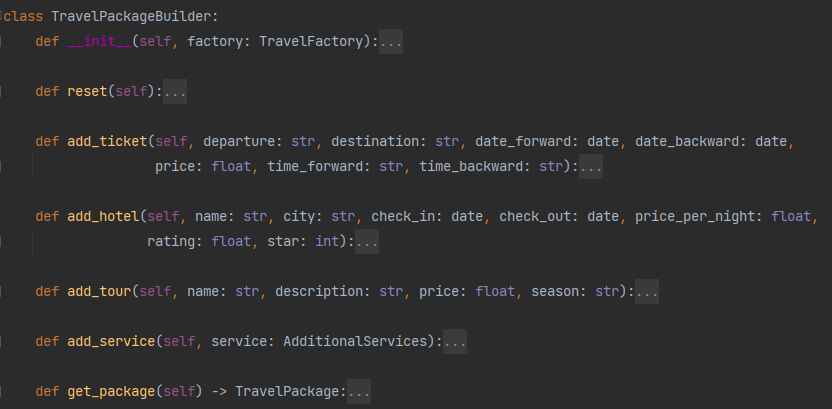 class TravelPackageBuilder:
def __init__(self, factory: TravelFactory):...
def reset(self):...
def add_ticket(self, departure: str, destination: str, date_forward: date, date_backward: date,
price: float, time_forward: str, time_backward: str):...
def add_hotel(self, name: str, city: str, check_in: date, check_out: date, price_per_night: float,
rating: float, star: int):...
def add_tour(self, name: str, description: str, price: float, season: str):...
def add_service(self, service: AdditionalServices):...
def get_package(self) -> TravelPackage:...